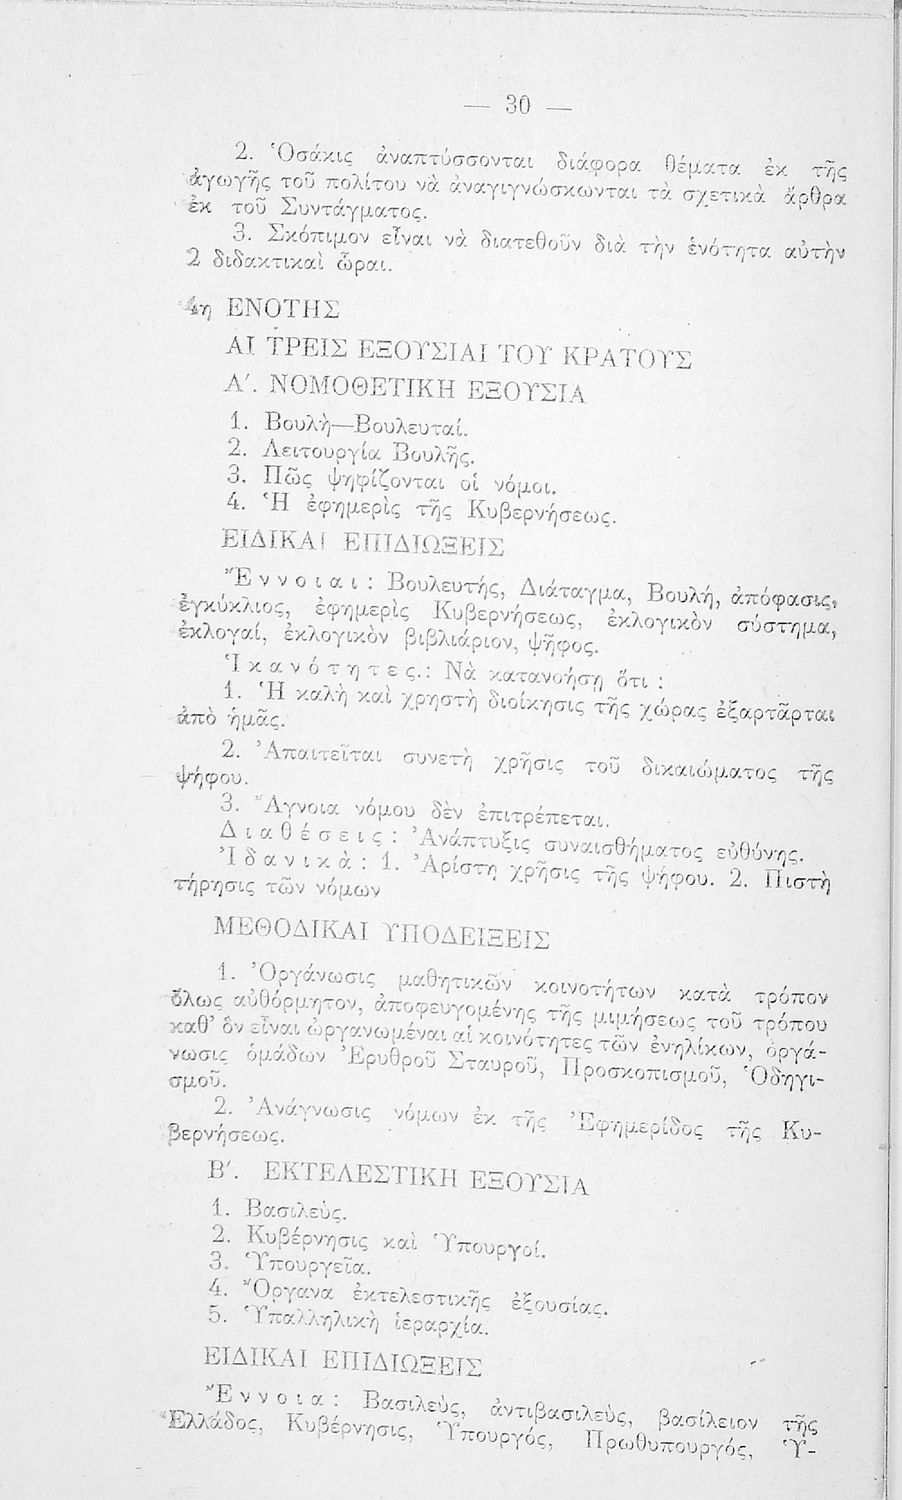 — 30 —
2. Ὁσάκις ἀναπτύσσονται διάφορα θέματα ἐκ τῆς
ἀγωγῆς τοῦ πολίτου νὰ ἀναγιγνώσκωνται τὰ σχετικὰ ἄρθρα
ἐκ τοῦ Συντάγματος.
3. Σκόπιμον εἶναι νὰ διατεθοῦν διὰ τὴν ἑνότητα αὐτὴν
2 διδακτικαὶ ὧραι.
4η ΕΝΟΤΗΣ
ΑΙ ΤΡΕΙΣ ΕΞΟΥΣΙΑΙ ΤΟΥ ΚΡΑΤΟΥΣ
Α΄. ΝΟΜΟΘΕΤΙΚΗ ΕΞΟΥΣΙΑ
1. Βουλὴ—Βουλευταί.
2. Λειτουργία Βουλῆς.
3. Πῶς ψηφίζονται οἱ νόμοι.
4. Ἡ ἐφημερὶς τῆς Κυβερνήσεως.
ΕΙΔΙΚΑΙ ΕΠΙΔΙΩΞΕΙΣ
Ἔννοιαι: Βουλευτής, Διάταγμα, Βουλή, ἀπόφασις,
ἐγκύκλιος, ἐφημερὶς Κυβερνήσεως, ἐκλογικὸν σύστημα,
ἐκλογαί, ἐκλογικὸν βιβλιάριον, ψῆφος.
Ἱκανότητες.: Νὰ κατανοήσῃ ὅτι :
1. Ἡ καλὴ καὶ χρηστὴ διοίκησις τῆς χώρας ἐξαρτᾶρται
ἀπὸ ἡμᾶς.
2. Ἀπαιτεῖται συνετὴ χρῆσις τοῦ δικαιώματος τῆς
ψήφου.
3. Ἄγνοια νόμου δὲν ἐπιτρέπεται.
Διαθέσεις: Ἀνάπτυξις συναισθήματος εὐθύνης.
Ἰδανικὰ: 1. Ἀρίστη χρῆσις τῆς ψήφου. 2. Πιστὴ
τήρησις τῶν νόμων
ΜΕΘΟΔΙΚΑΙ ΥΠΟΔΕΙΞΕΙΣ
1. Ὀργάνωσις μαθητικῶν κοινοτήτων κατὰ τρόπον
ὅλως αὐθόρμητον, ἀποφευγομένης τῆς μιμήσεως τοῦ τρόπου
καθ᾽ ὃν εἶναι ὠργανωμέναι αἱ κοινότητες τῶν ἐνηλίκων, ὀργά-
νωσις ὁμάδων Ἐρυθροῦ Σταυροῦ, Προσκοπισμοῦ, Ὁδηγι-
σμοῦ.
2. Ἀνάγνωσις νόμων ἐκ τῆς Ἐφημερίδος τῆς Κυ-
βερνήσεως.
Β΄. ΕΚΤΕΛΕΣΤΙΚΗ ΕΞΟΥΣΙΑ
1. Βασιλεὺς.
2. Κυβέρνησις καὶ Ὑπουργοί.
3. Ὑπουργεῖα.
4. Ὄργανα ἐκτελεστικῆς ἐξουσίας.
5. Ὑπαλληλικὴ ἱεραρχία.
ΕΙΔΙΚΑΙ ΕΠΙΔΙΩΞΕΙΣ
Ἔννοια: Βασιλεὺς, ἀντιβασιλεὺς, βασίλειον τῆς
Ἑλλάδος, Κυβέρνησις, Ὑπουργός, Πρωθυπουργός, Ὑ-